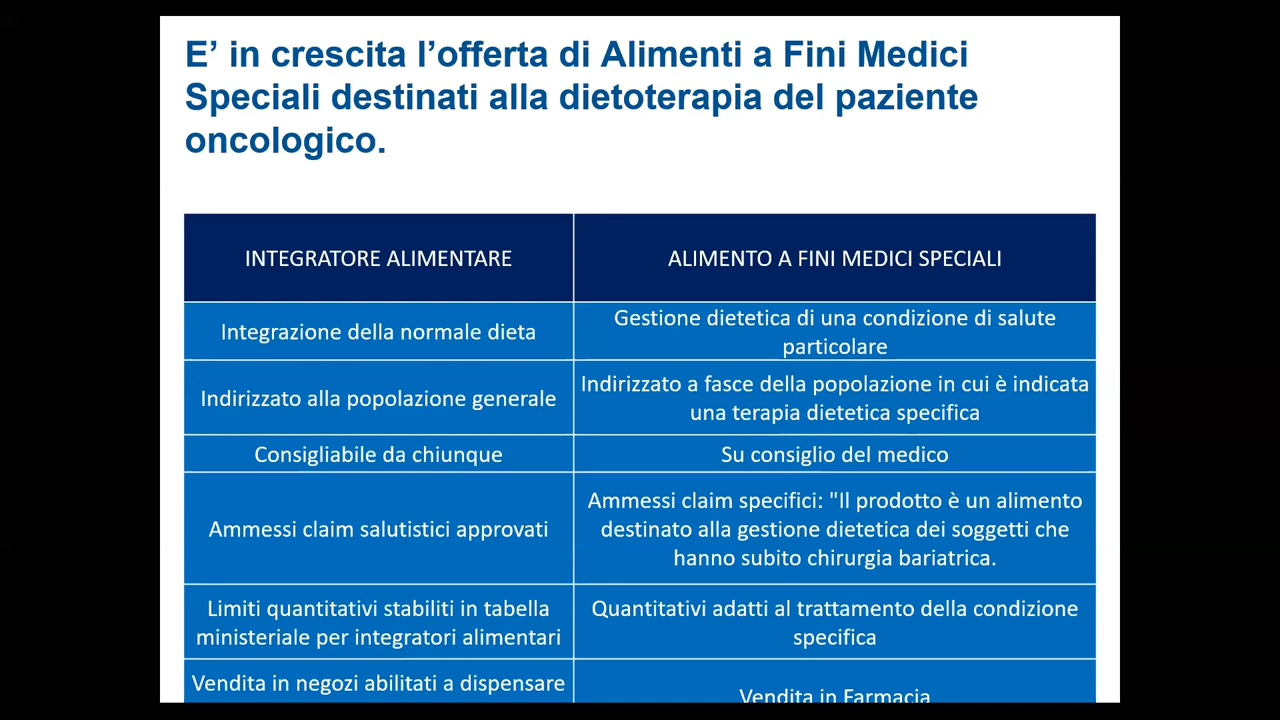 E’ in crescita l’offerta di Alimenti a Fini Medici
Speciali destinati alla dietoterapia del paziente
oncologico.
INTEGRATORE ALIMENTARE
ALIMENTO A FINI MEDICI SPECIALI
Integrazione della normale dieta
Gestione dietetica di una condizione di salute
particolare
Indirizzato alla popolazione generale
Indirizzato a fasce della popolazione in cui è indicata
una terapia dietetica specifica
Consigliabile da chiunque
Su consiglio del medico
Ammessi claim salutistici approvati
Ammessi claim specifici: "Il prodotto è un alimento
destinato alla gestione dietetica dei soggetti che
hanno subito chirurgia bariatrica.
Limiti quantitativi stabiliti in tabella
ministeriale per integratori alimentari
Quantitativi adatti al trattamento della condizione
specifica
Vendita in negozi abilitati a dispensare
Vendita in Farmacia